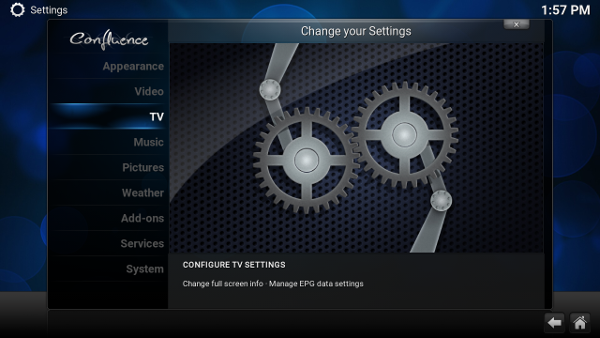 Settings
1:57 PM
Change your Settings
Confluence
Appearance
Video
TV
Music
Pictures
Weather
Add-ons
Services
System
CONFIGURE TV SETTINGS
Change full screen info · Manage EPG data settings